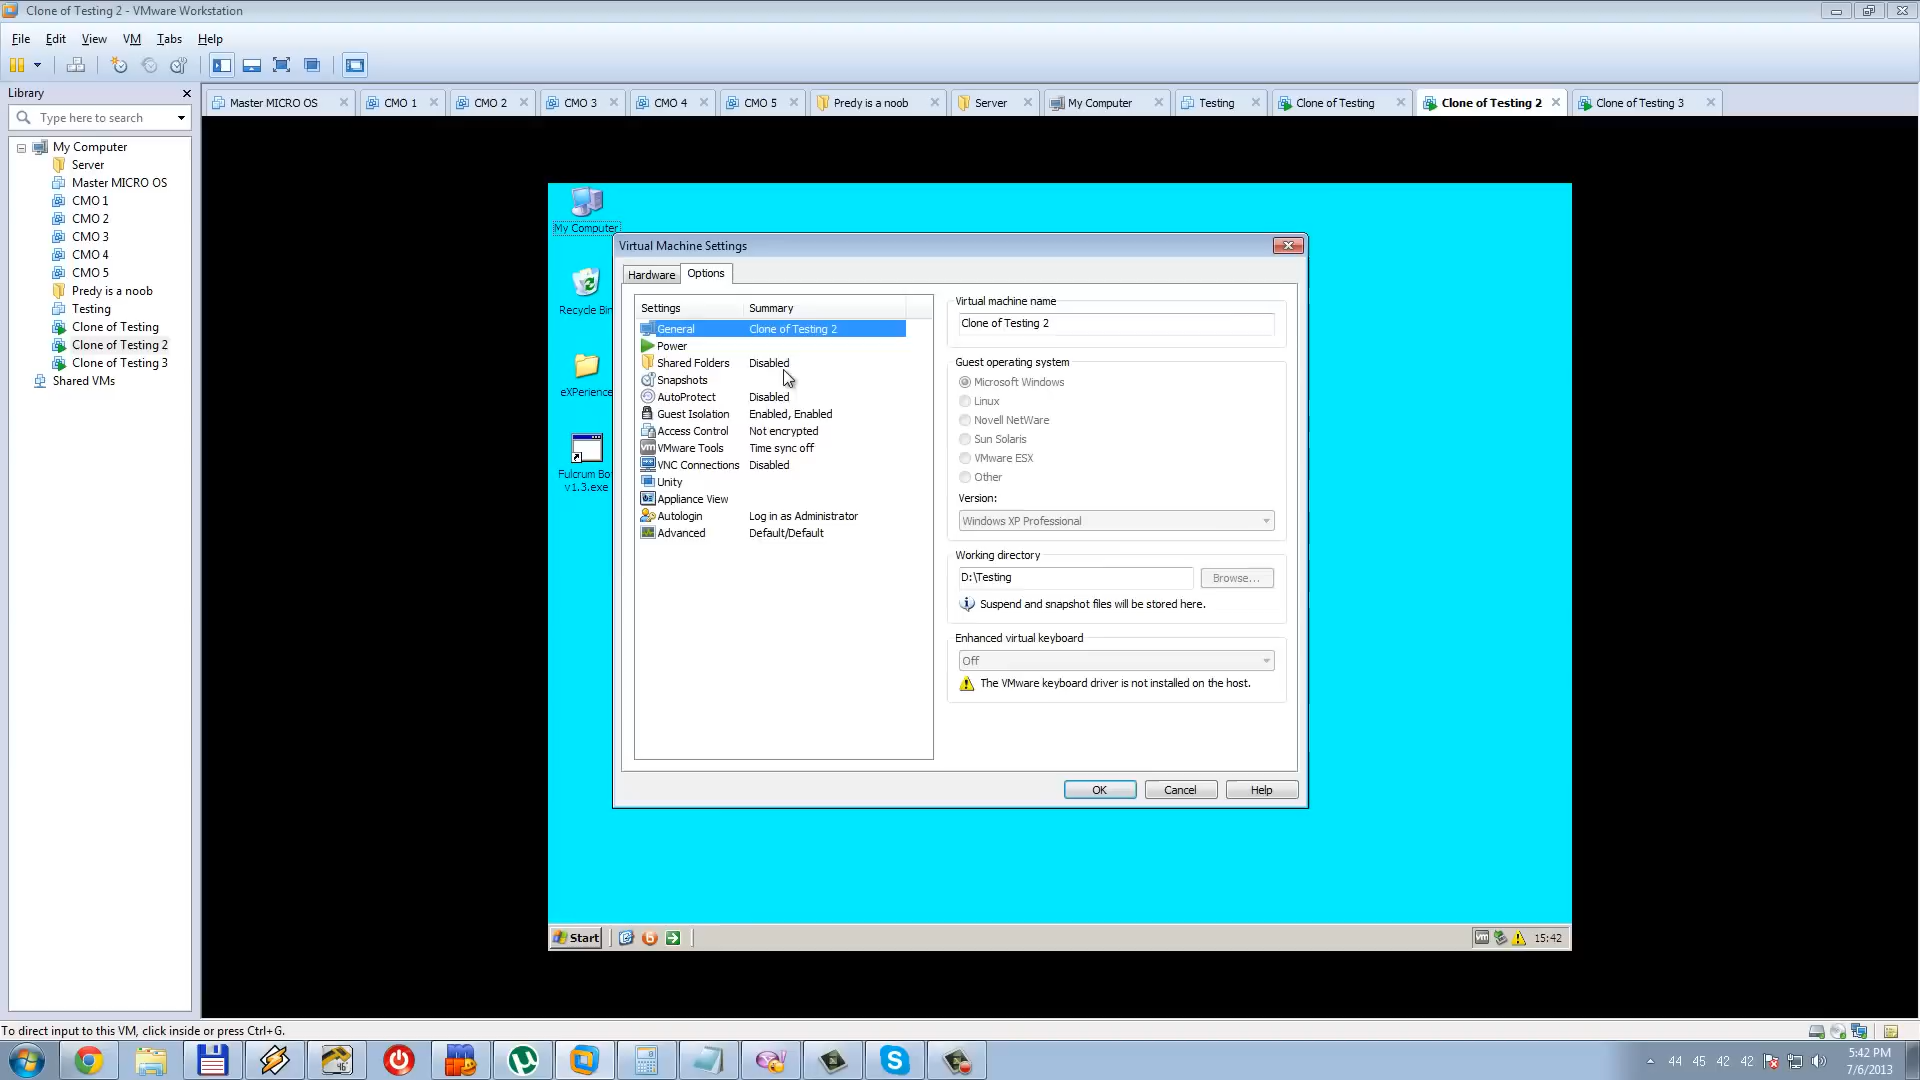 Clone of Testing 2 - VMware Workstation
File Edit View VM Tabs Help
Library
Type here to search
My Computer
Server
Master MICRO OS
CMO 1
CMO 2
CMO 3
CMO 4
CMO 5
Predy is a noob
Testing
Clone of Testing
Clone of Testing 2
Clone of Testing 3
Shared VMs
Master MICRO OS CMO 1 CMO 2 CMO 3 CMO 4 CMO 5 Predy is a noob Server My Computer Testing Clone of Testing Clone of Testing 2 Clone of Testing 3
My Computer
Recycle Bin
eXPerience
Fulcrum Bo
v1.3.exe
Virtual Machine Settings
Hardware Options
Settings Summary
General Clone of Testing 2
Power
Shared Folders Disabled
Snapshots
AutoProtect Disabled
Guest Isolation Enabled, Enabled
Access Control Not encrypted
VMware Tools Time sync off
VNC Connections Disabled
Unity
Appliance View
Autologin Log in as Administrator
Advanced Default/Default
Virtual machine name
Clone of Testing 2
Guest operating system
Microsoft Windows
Linux
Novell NetWare
Sun Solaris
VMware ESX
Other
Version:
Windows XP Professional
Working directory
D:\Testing Browse...
Suspend and snapshot files will be stored here.
Enhanced virtual keyboard
Off
The VMware keyboard driver is not installed on the host.
OK Cancel Help
Start 15:42
To direct input to this VM, click inside or press Ctrl+G.
44 45 42 42 5:42 PM
7/6/2013